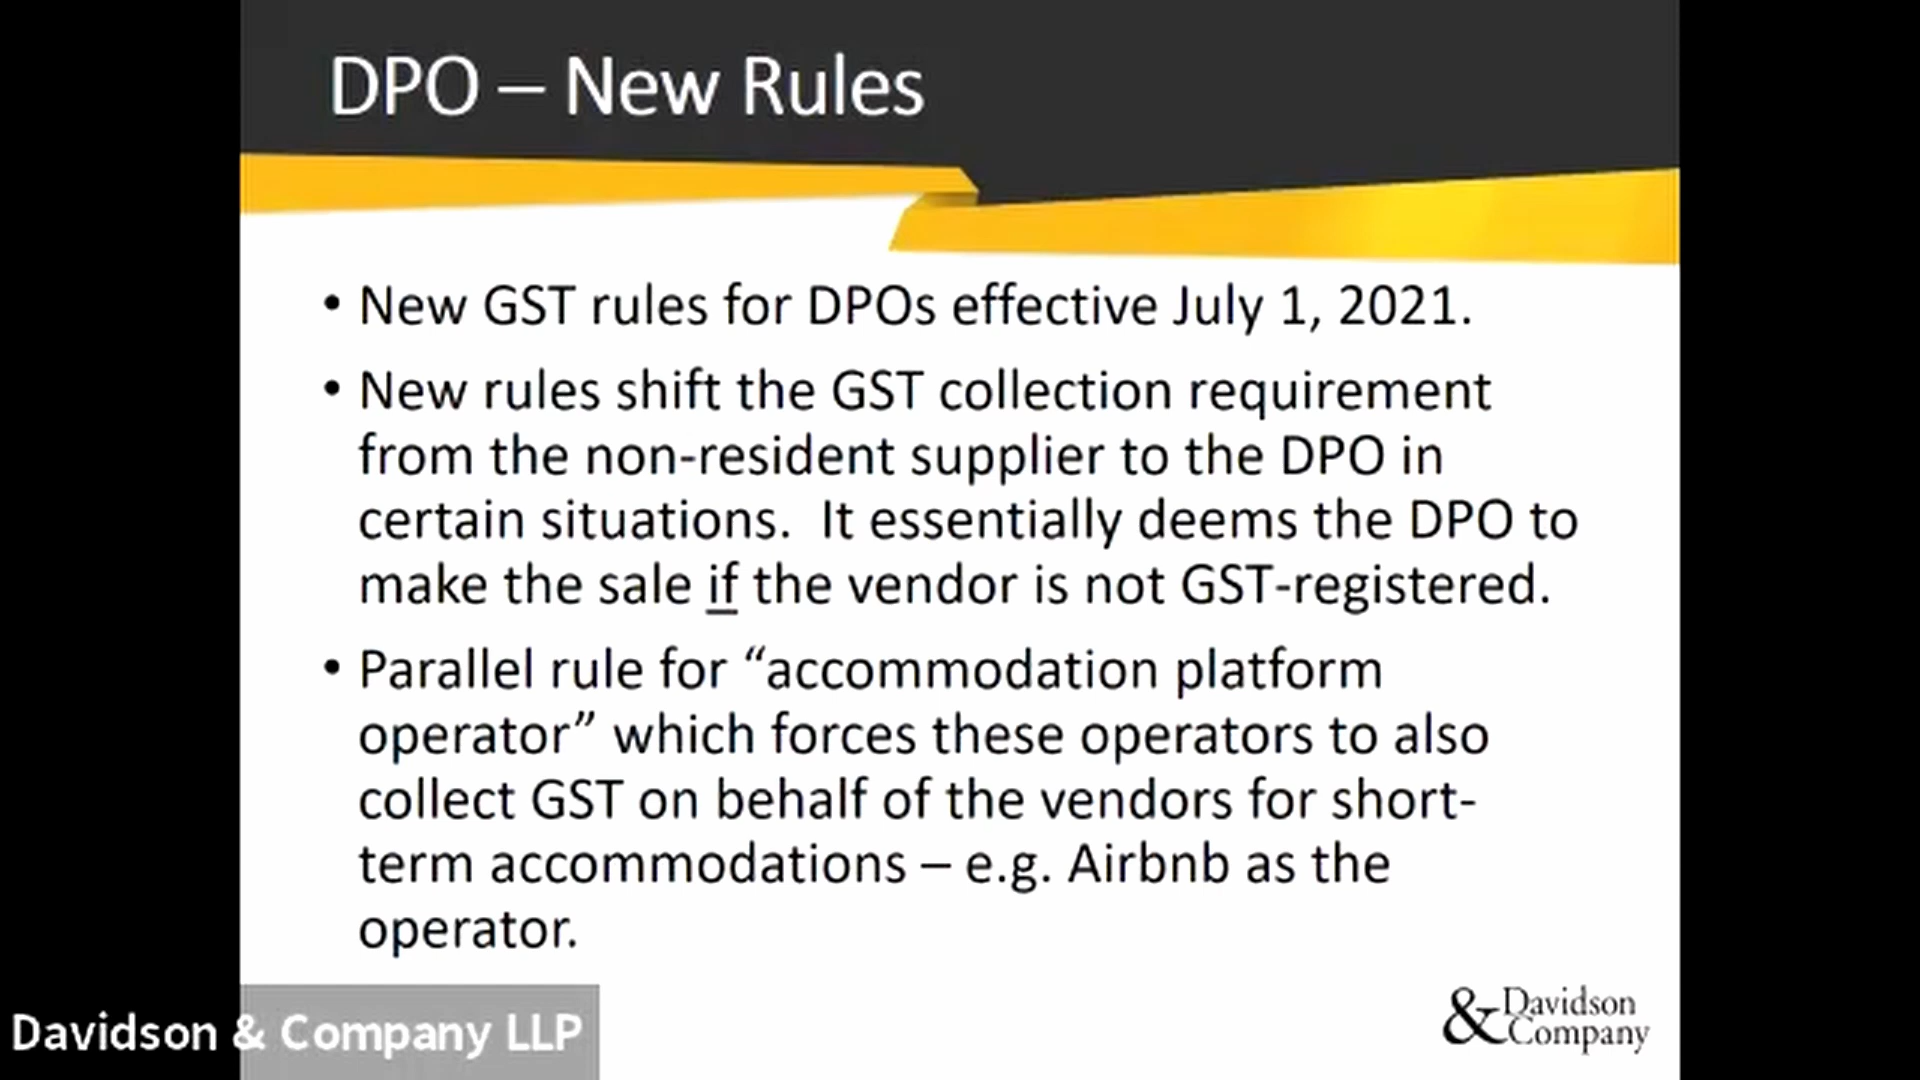 DPO – New Rules
• New GST rules for DPOs effective July 1, 2021.
• New rules shift the GST collection requirement
from the non-resident supplier to the DPO in
certain situations.  It essentially deems the DPO to
make the sale if the vendor is not GST-registered.
• Parallel rule for “accommodation platform
operator” which forces these operators to also
collect GST on behalf of the vendors for short-
term accommodations – e.g. Airbnb as the
operator.
Davidson & Company LLP
& Davidson
Company